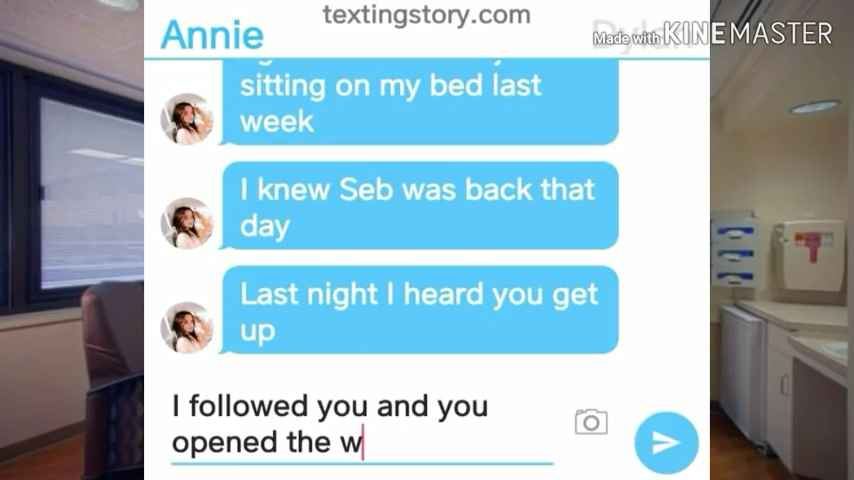 textingstory.com
Annie
Dylan
Made with KINEMASTER
sitting on my bed last
week
I knew Seb was back that
day
Last night I heard you get
up
I followed you and you
opened the w